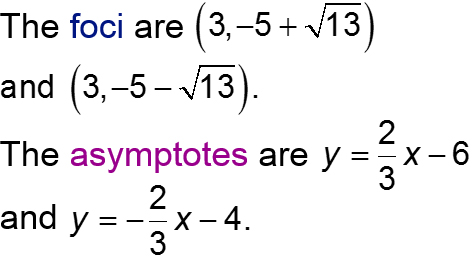 The foci are (3, –5 + √13)
and (3, –5 – √13).
The asymptotes are y = 2/3 x – 6
and y = – 2/3 x – 4.